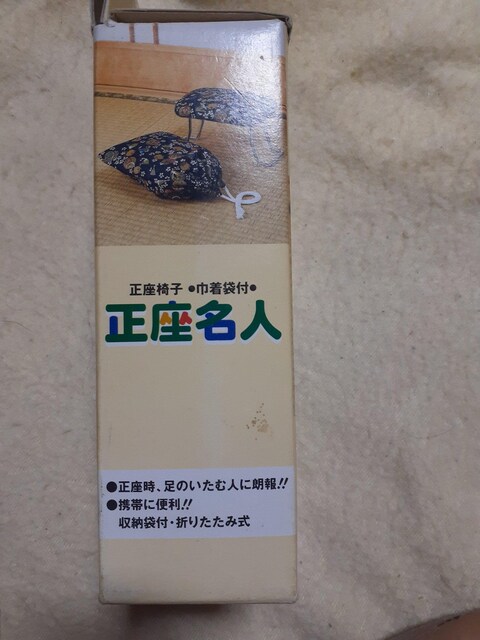 正座椅子 ●巾着袋付●
正座名人
●正座時、足のいたむ人に朗報!!
●携帯に便利!!
収納袋付・折りたたみ式